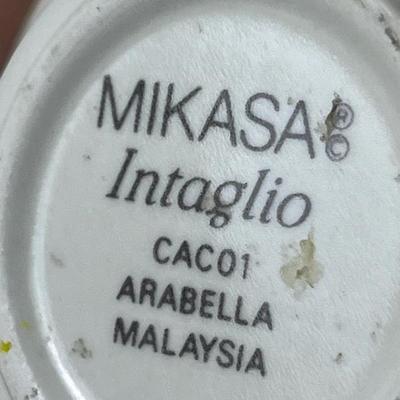 MIKASA®©
Intaglio
CAC01
ARABELLA
MALAYSIA